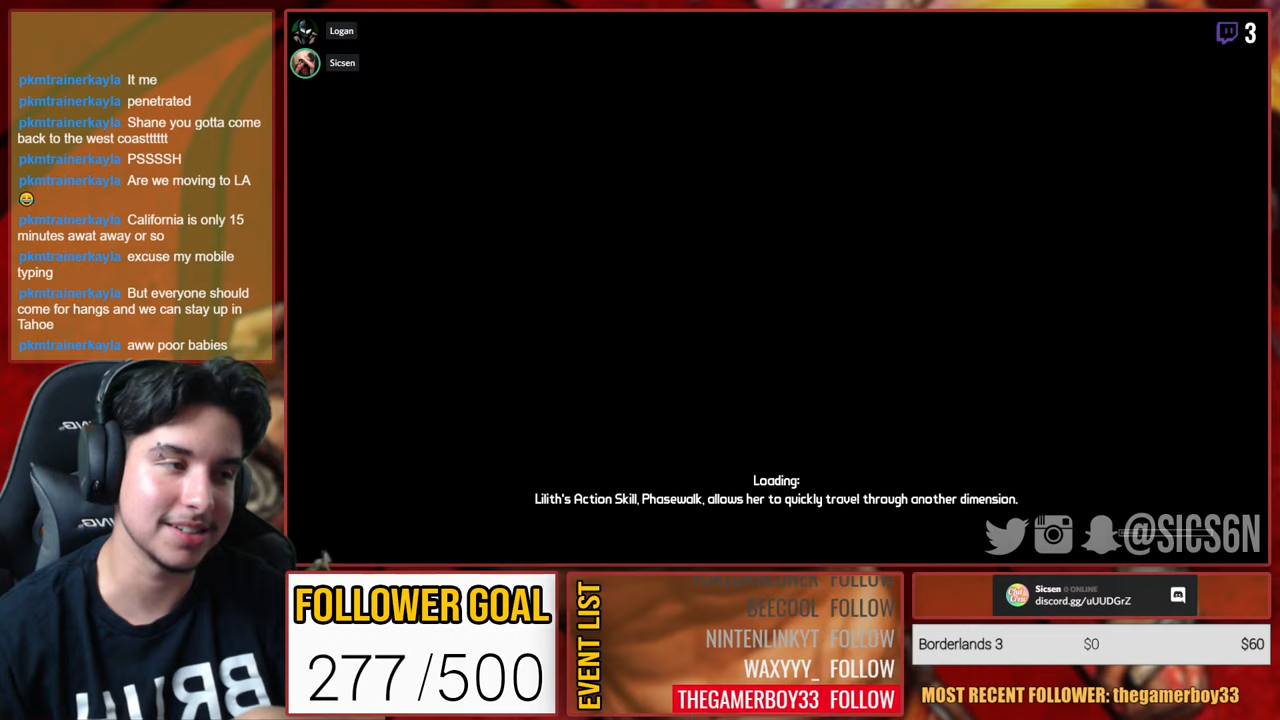 pkmtrainerkayla It me
pkmtrainerkayla penetrated
pkmtrainerkayla Shane you gotta come
back to the west coastttttt
pkmtrainerkayla PSSSSH
pkmtrainerkayla Are we moving to LA
😂
pkmtrainerkayla California is only 15
minutes awat away or so
pkmtrainerkayla excuse my mobile
typing
pkmtrainerkayla But everyone should
come for hangs and we can stay up in
Tahoe
pkmtrainerkayla aww poor babies
Logan
Sicsen
3
Loading:
Lilith's Action Skill, Phasewalk, allows her to quickly travel through another dimension.
@SICS6N
BRUH
FOLLOWER GOAL
277/500
EVENT LIST
FOLLOW
BEECOOL FOLLOW
NINTENLINKYT FOLLOW
WAXYYY_ FOLLOW
THEGAMERBOY33 FOLLOW
Sicsen 0 ONLINE
discord.gg/uUUDGrZ
Borderlands 3 $0 $60
MOST RECENT FOLLOWER: thegamerboy33